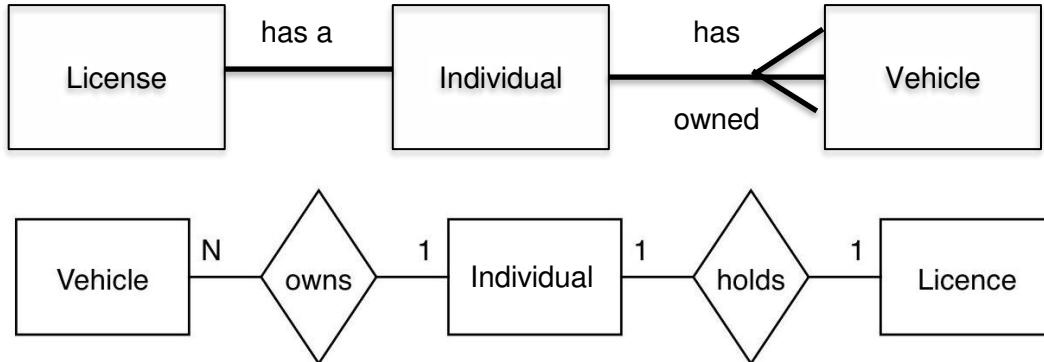 has a
has
License
Individual
Vehicle
owned
N
1
1
1
Vehicle
owns
Individual
holds
Licence